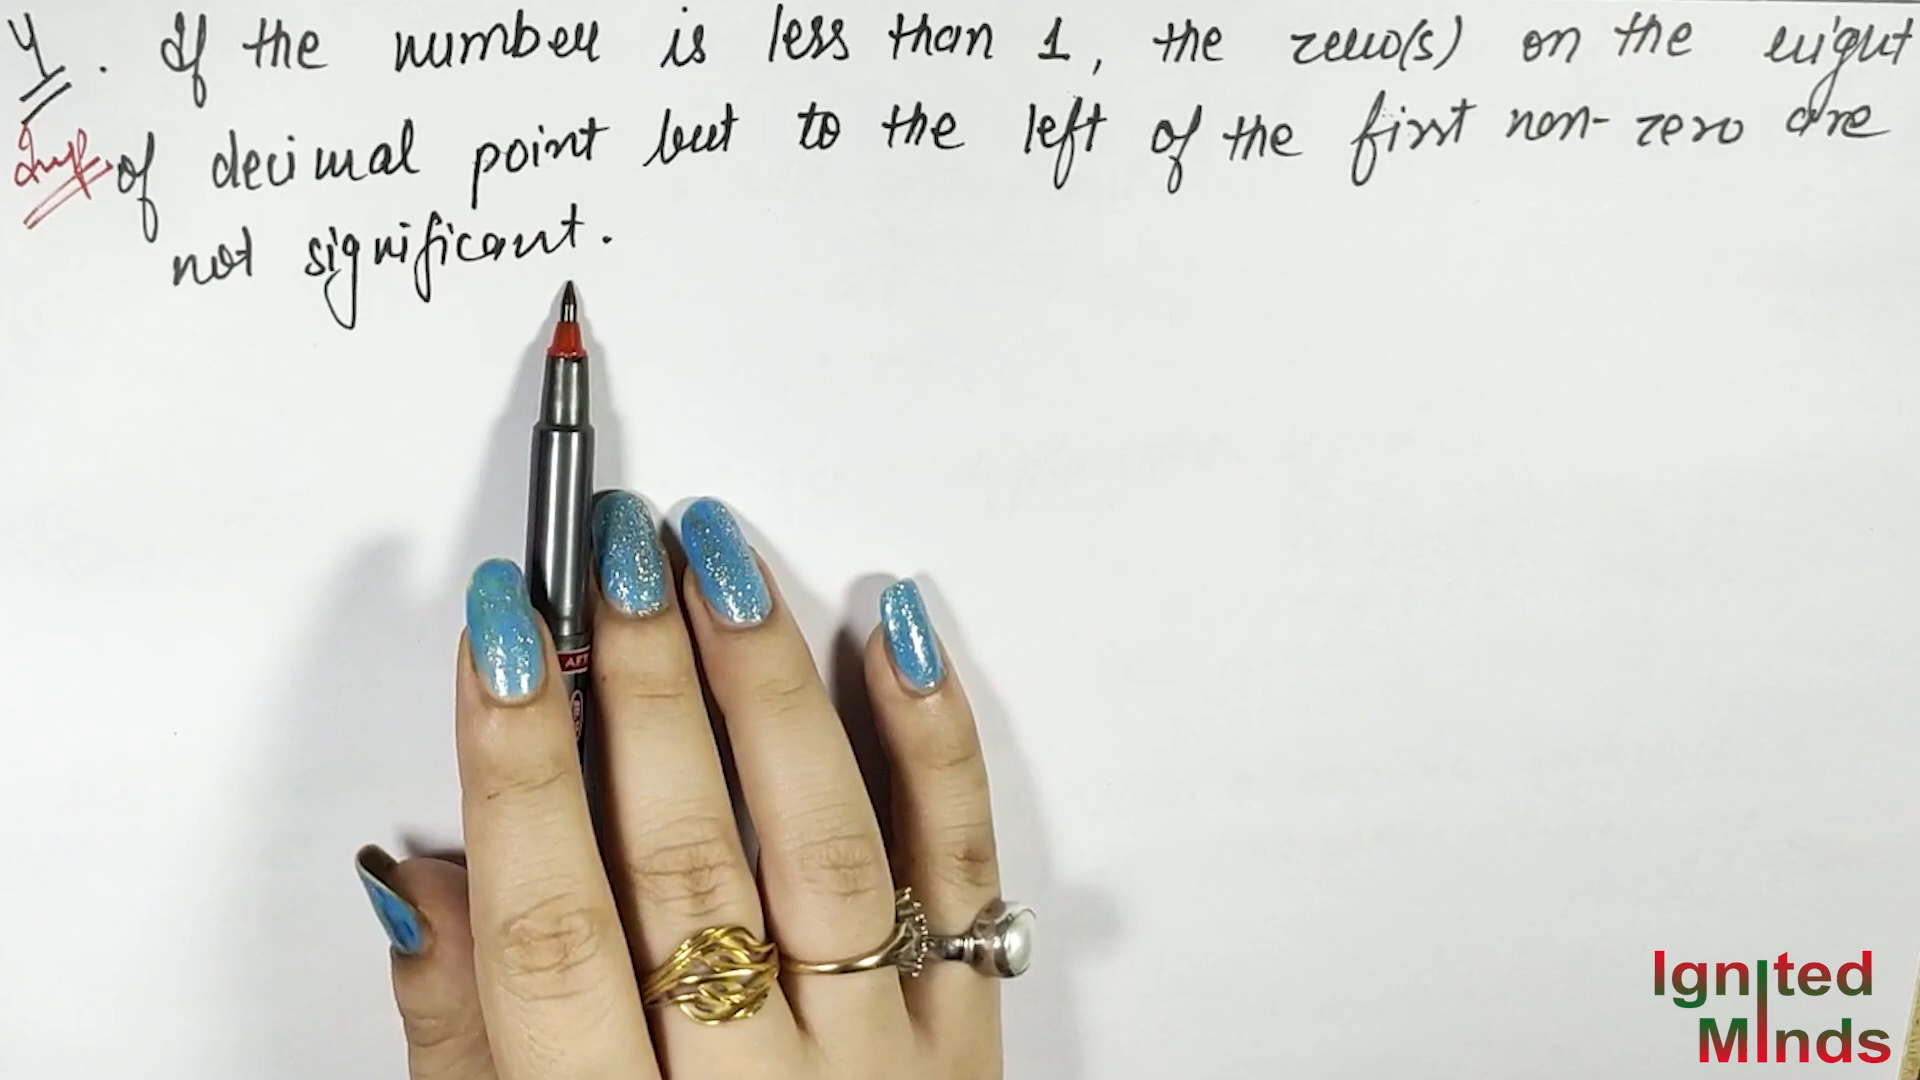 4. If the number is less than 1, the zero(s) on the right
Imp. of decimal point but to the left of the first non-zero are
not significant.
Ignited
Minds